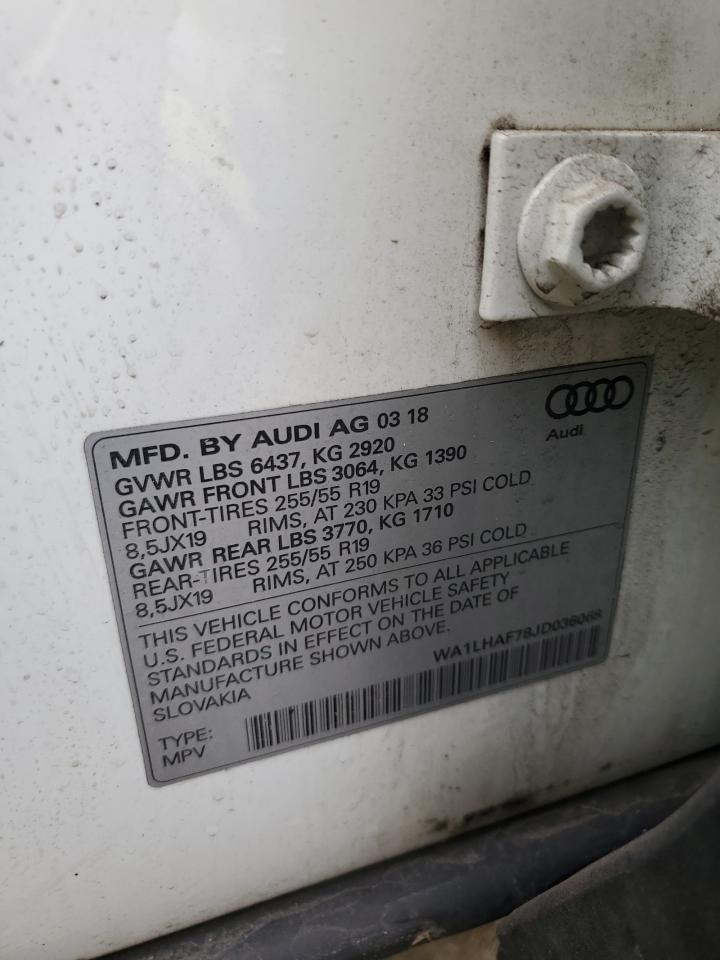 MFD. BY AUDI AG 03 18
GVWR LBS 6437, KG 2920
GAWR FRONT LBS 3064, KG 1390
FRONT-TIRES 255/55 R19
8,5JX19 RIMS, AT 230 KPA 33 PSI COLD
GAWR REAR LBS 3770, KG 1710
REAR-TIRES 255/55 R19
8,5JX19 RIMS, AT 250 KPA 36 PSI COLD
Audi
THIS VEHICLE CONFORMS TO ALL APPLICABLE
U.S. FEDERAL MOTOR VEHICLE SAFETY
STANDARDS IN EFFECT ON THE DATE OF
MANUFACTURE SHOWN ABOVE.
SLOVAKIA
WA1LHAF78JD036068
TYPE:
MPV